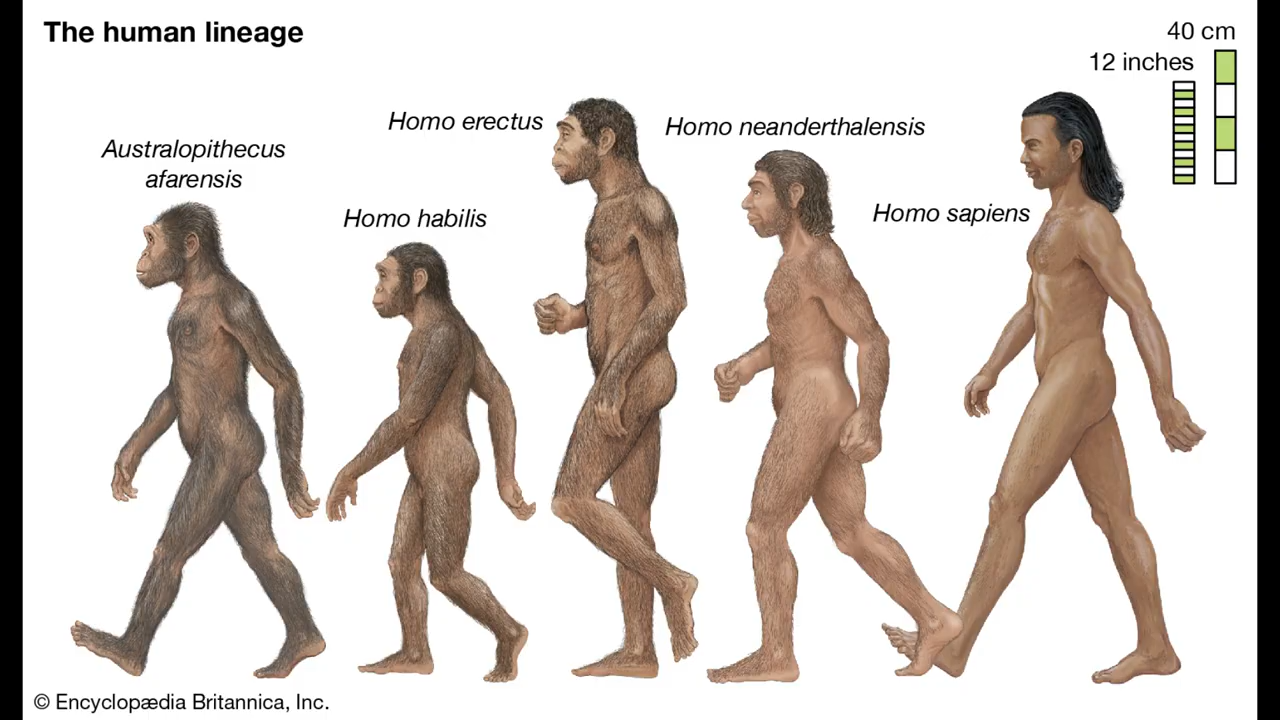 The human lineage
40 cm
12 inches
Homo erectus
Homo neanderthalensis
Australopithecus
afarensis
Homo habilis
Homo sapiens
© Encyclopædia Britannica, Inc.